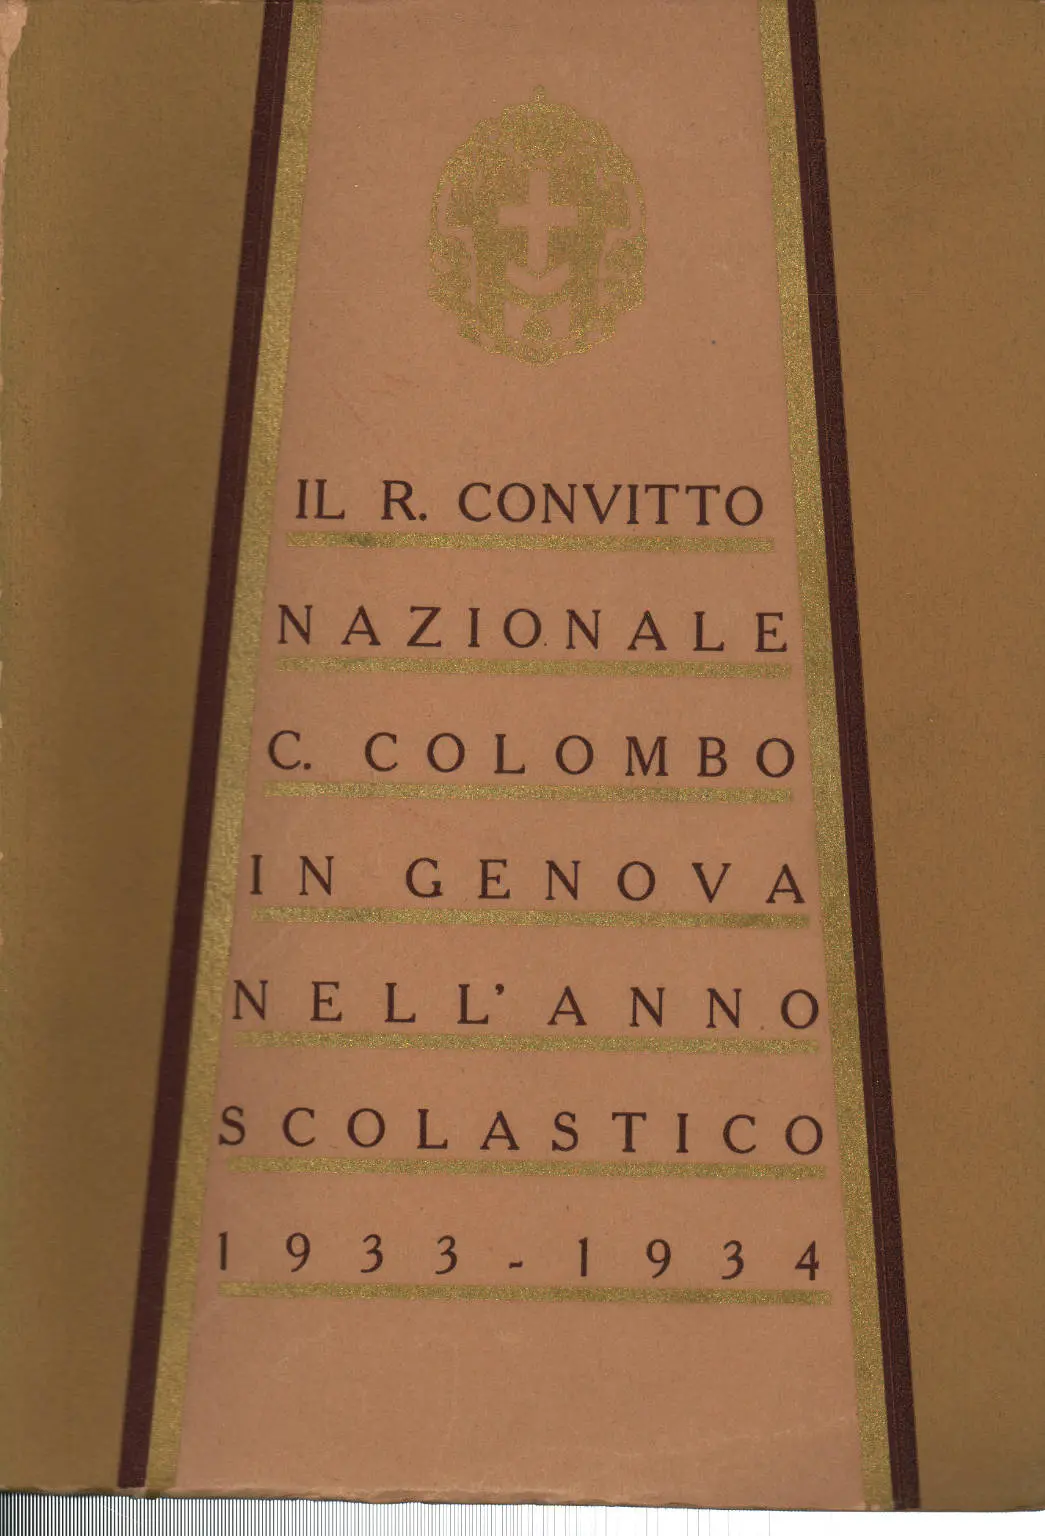 IL R. CONVITTO
NAZIONALE
C. COLOMBO
IN GENOVA
NELL' ANNO
SCOLASTICO
1933-1934